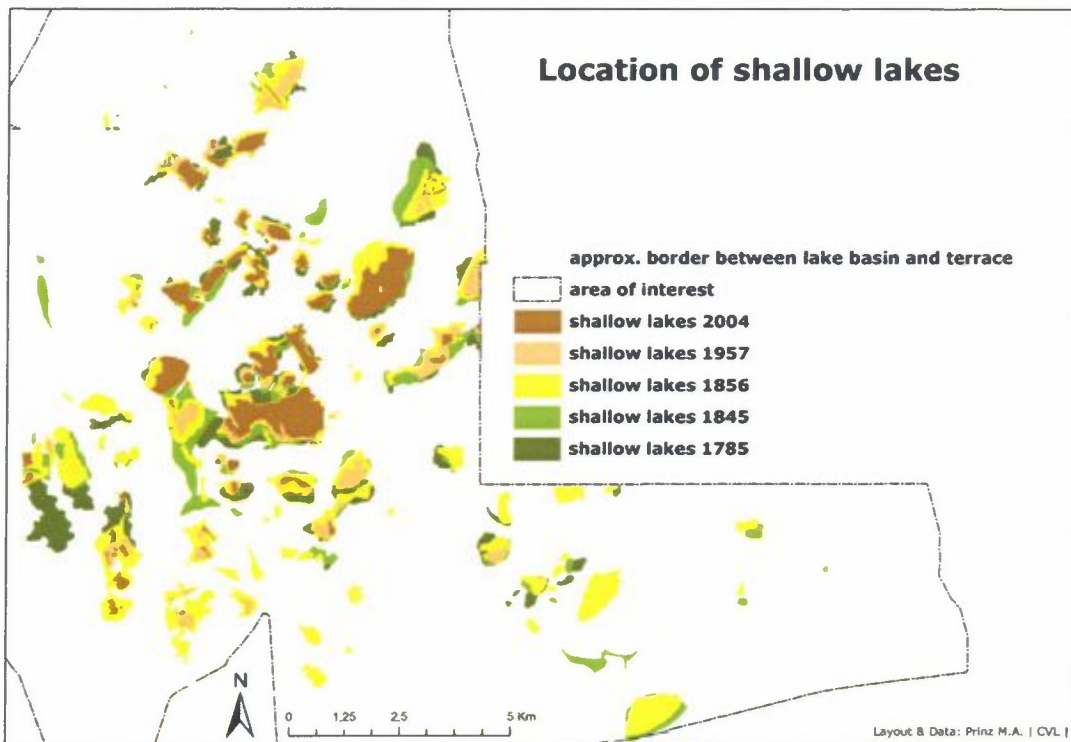 Location of shallow lakes
approx. border between lake basin and terrace
area of interest
shallow lakes 2004
shallow lakes 1957
shallow lakes 1856
shallow lakes 1845
shallow lakes 1785
N
0 1,25 2,5 5 Km
Layout & Data: Prinz M.A. | CVL |